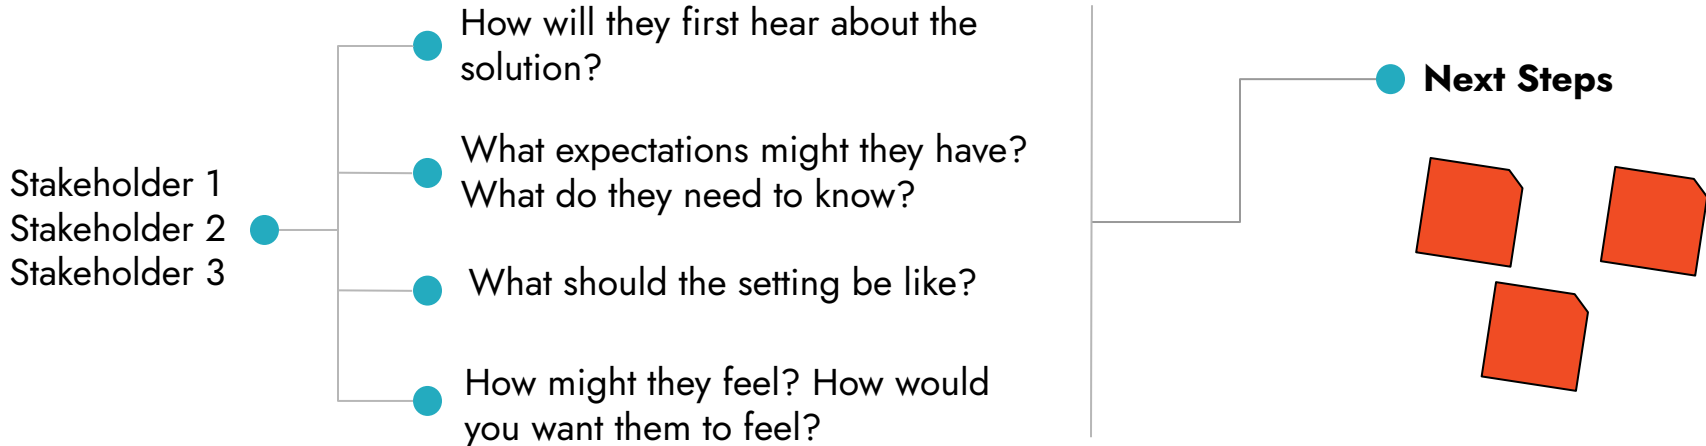 Stakeholder 1
Stakeholder 2
Stakeholder 3
How will they first hear about the
solution?
What expectations might they have?
What do they need to know?
What should the setting be like?
How might they feel? How would
you want them to feel?
Next Steps